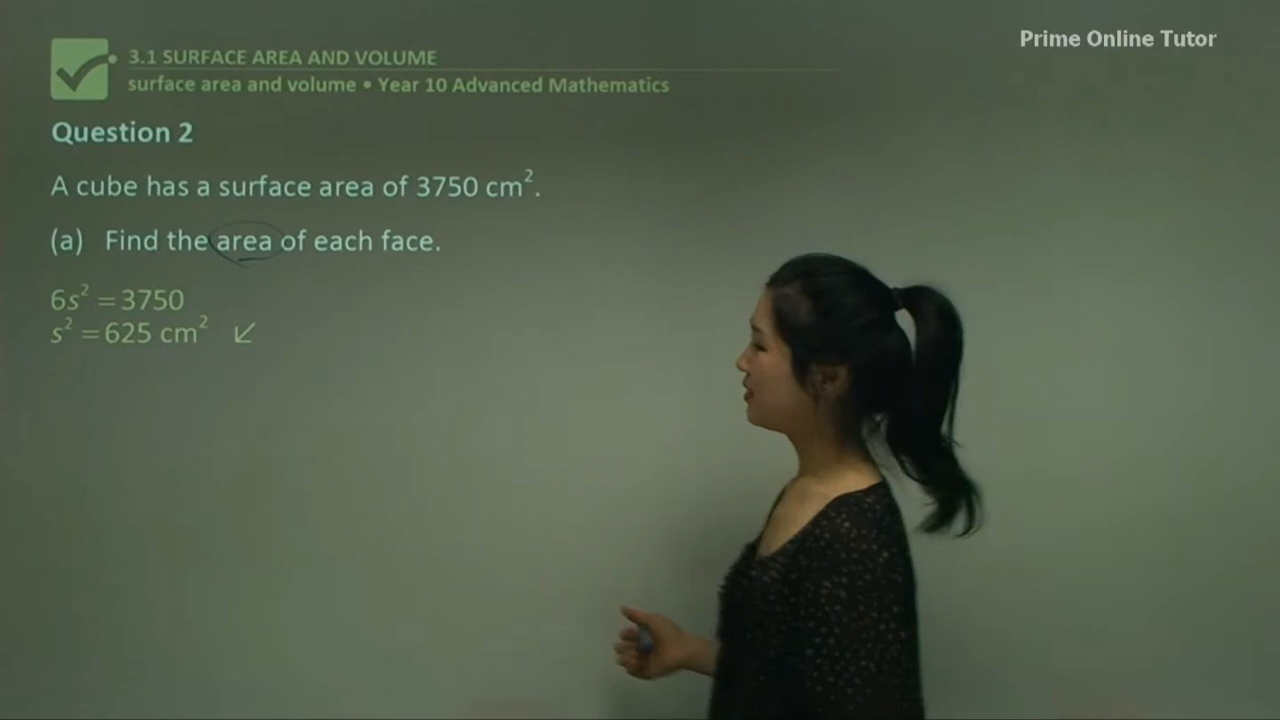 Prime Online Tutor
3.1 SURFACE AREA AND VOLUME
surface area and volume • Year 10 Advanced Mathematics
Question 2
A cube has a surface area of 3750 cm².
(a) Find the area of each face.
6s² = 3750
s² = 625 cm² ↙